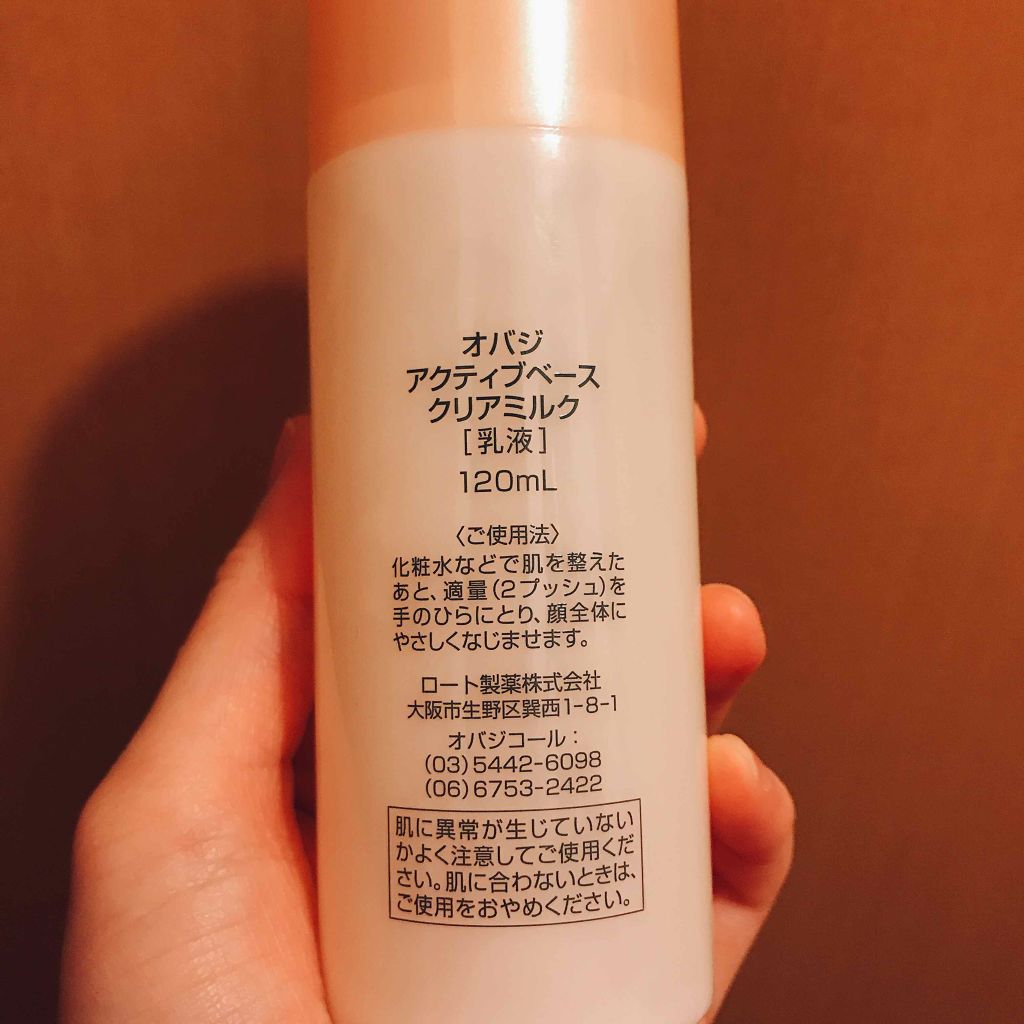 オバジ
アクティブベース
クリアミルク
[乳液]
120mL
〈ご使用法〉
化粧水などで肌を整えた
あと、適量(2プッシュ)を
手のひらにとり、顔全体に
やさしくなじませます。
ロート製薬株式会社
大阪市生野区巽西1-8-1
オバジコール：
(03)5442-6098
(06)6753-2422
肌に異常が生じていない
かよく注意してご使用くだ
さい。肌に合わないときは、
ご使用をおやめください。